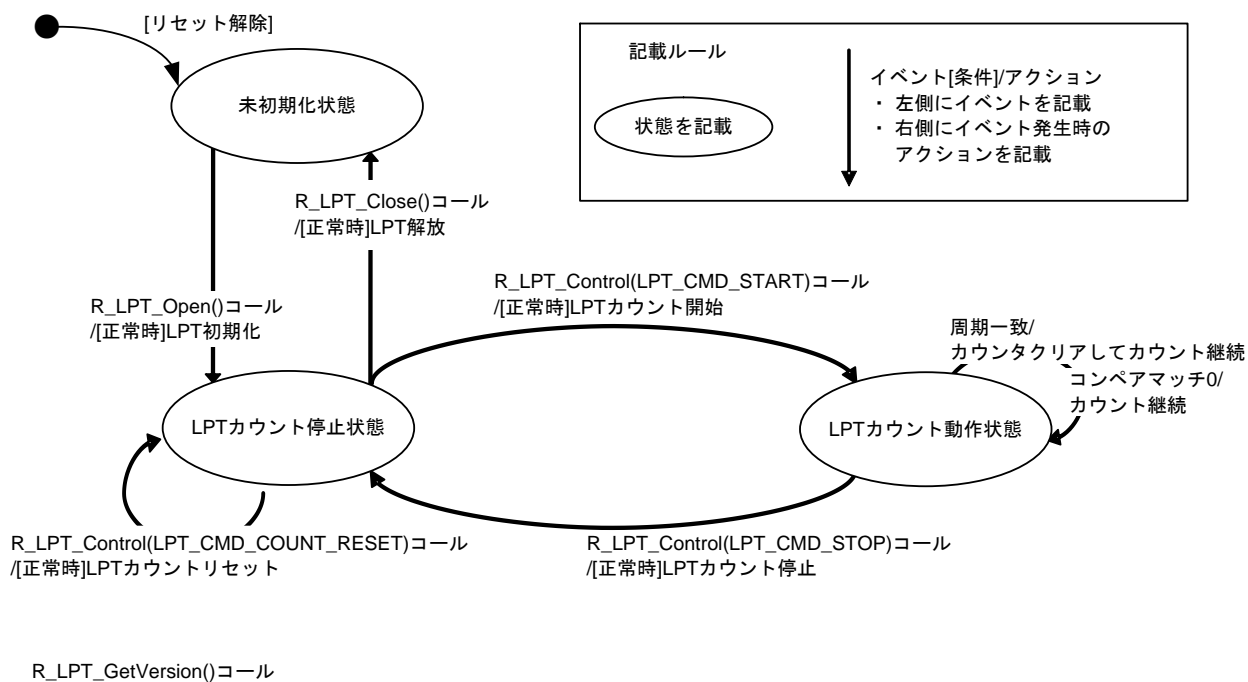 [リセット解除]
未初期化状態
記載ルール
状態を記載
イベント[条件]/アクション
・ 左側にイベントを記載
・ 右側にイベント発生時の
アクションを記載
R_LPT_Close()コール
/[正常時]LPT解放
R_LPT_Open()コール
/[正常時]LPT初期化
R_LPT_Control(LPT_CMD_START)コール
/[正常時]LPTカウント開始
周期一致/
カウンタクリアしてカウント継続
コンペアマッチ0/
カウント継続
LPTカウント停止状態
LPTカウント動作状態
R_LPT_Control(LPT_CMD_COUNT_RESET)コール
/[正常時]LPTカウントリセット
R_LPT_Control(LPT_CMD_STOP)コール
/[正常時]LPTカウント停止
R_LPT_GetVersion()コール